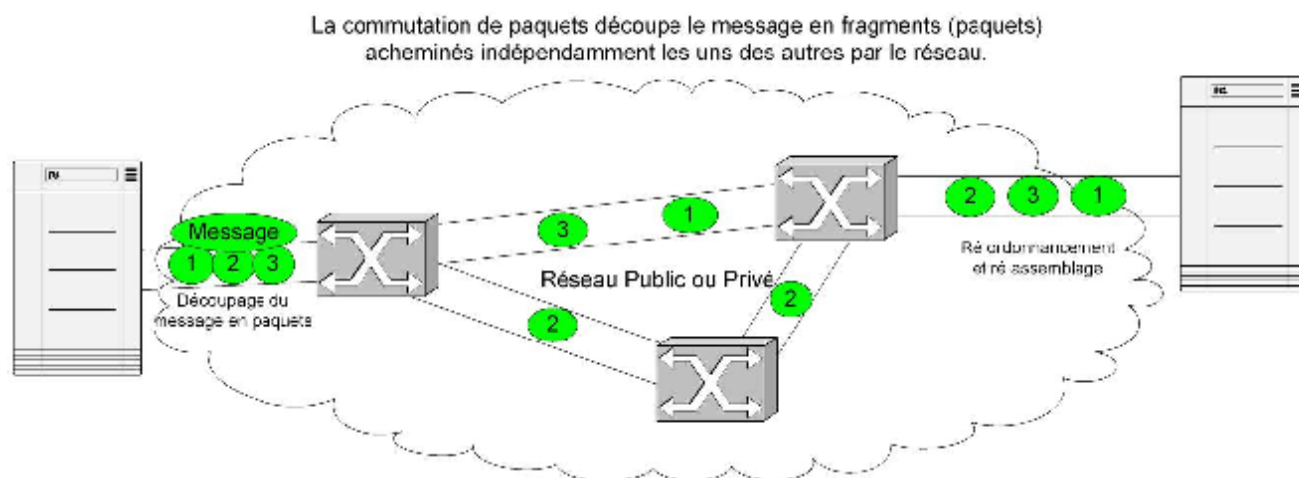 La commutation de paquets découpe le message en fragments (paquets)
acheminés indépendamment les uns des autres par le réseau.
Message
1 2 3
Découpage du
message en paquets
3
1
Réseau Public ou Privé
2
2
2 3 1
Ré ordonnancement
et ré assemblage